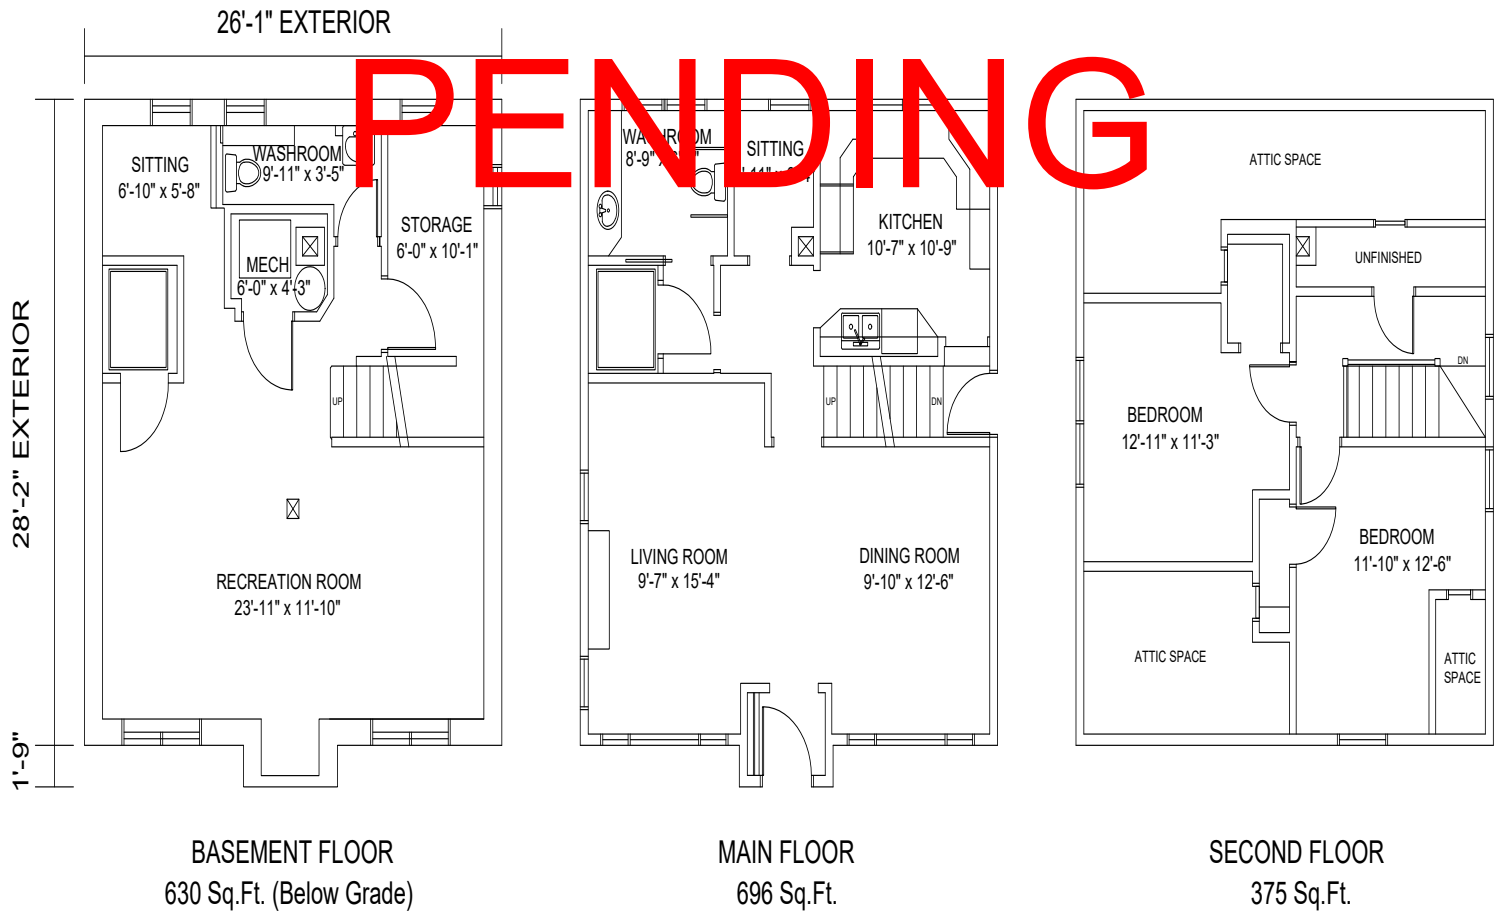 26'-1" EXTERIOR
PENDING
28'-2" EXTERIOR
1'-9"
SITTING
6'-10" x 5'-8"
WASHROOM
9'-11" x 3'-5"
STORAGE
6'-0" x 10'-1"
MECH
6'-0" x 4'-3"
UP
RECREATION ROOM
23'-11" x 11'-10"
BASEMENT FLOOR
630 Sq.Ft. (Below Grade)
WASHROOM
8'-9" x
SITTING
KITCHEN
10'-7" x 10'-9"
UP
DN
LIVING ROOM
9'-7" x 15'-4"
DINING ROOM
9'-10" x 12'-6"
MAIN FLOOR
696 Sq.Ft.
ATTIC SPACE
UNFINISHED
DN
BEDROOM
12'-11" x 11'-3"
BEDROOM
11'-10" x 12'-6"
ATTIC SPACE
ATTIC
SPACE
SECOND FLOOR
375 Sq.Ft.